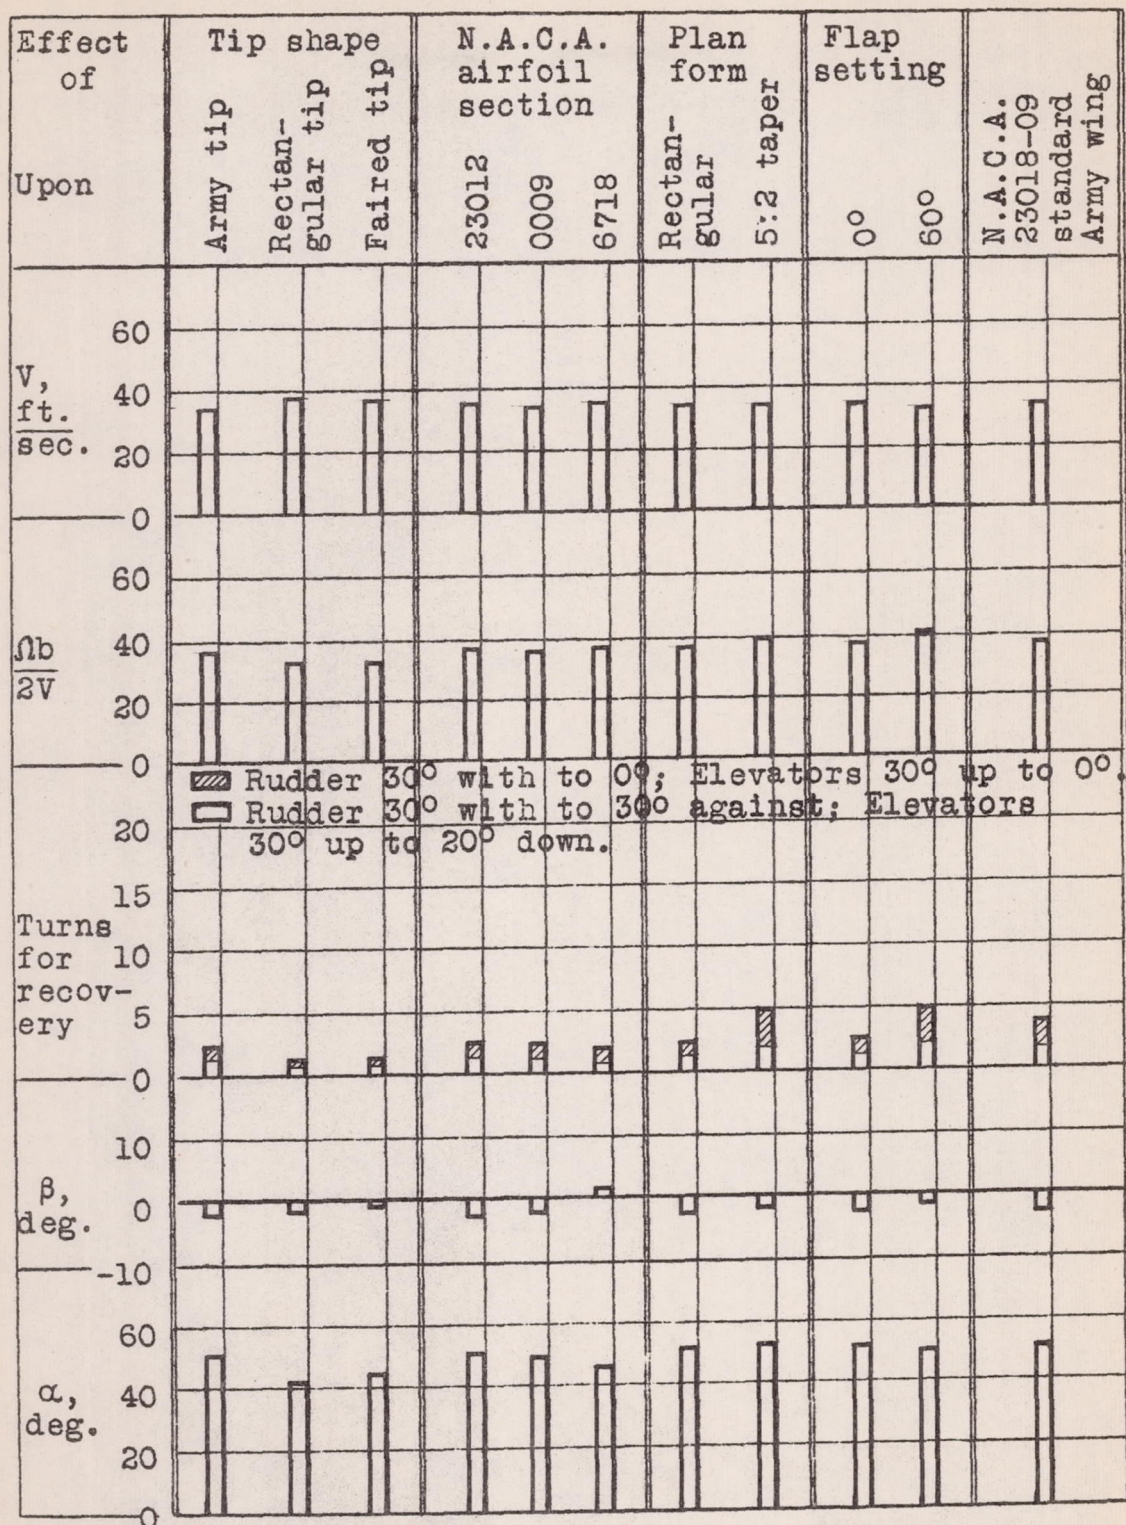 Effect
of
Upon
Tip shape
Army tip
Rectan-
gular tip
Faired tip
N.A.C.A.
airfoil
section
23012
0009
6718
Plan
form
Rectan-
gular
5:2 taper
Flap
setting
0°
60°
N.A.C.A.
23018-09
standard
Army wing
V,
ft.
sec.
60
40
20
0
Ωb
2V
60
40
20
0
Rudder 30° with to 0°; Elevators 30° up to 0°.
Rudder 30° with to 30° against; Elevators
30° up to 20° down.
Turns
for
recov-
ery
20
15
10
5
0
β,
deg.
10
0
-10
α,
deg.
60
40
20
0